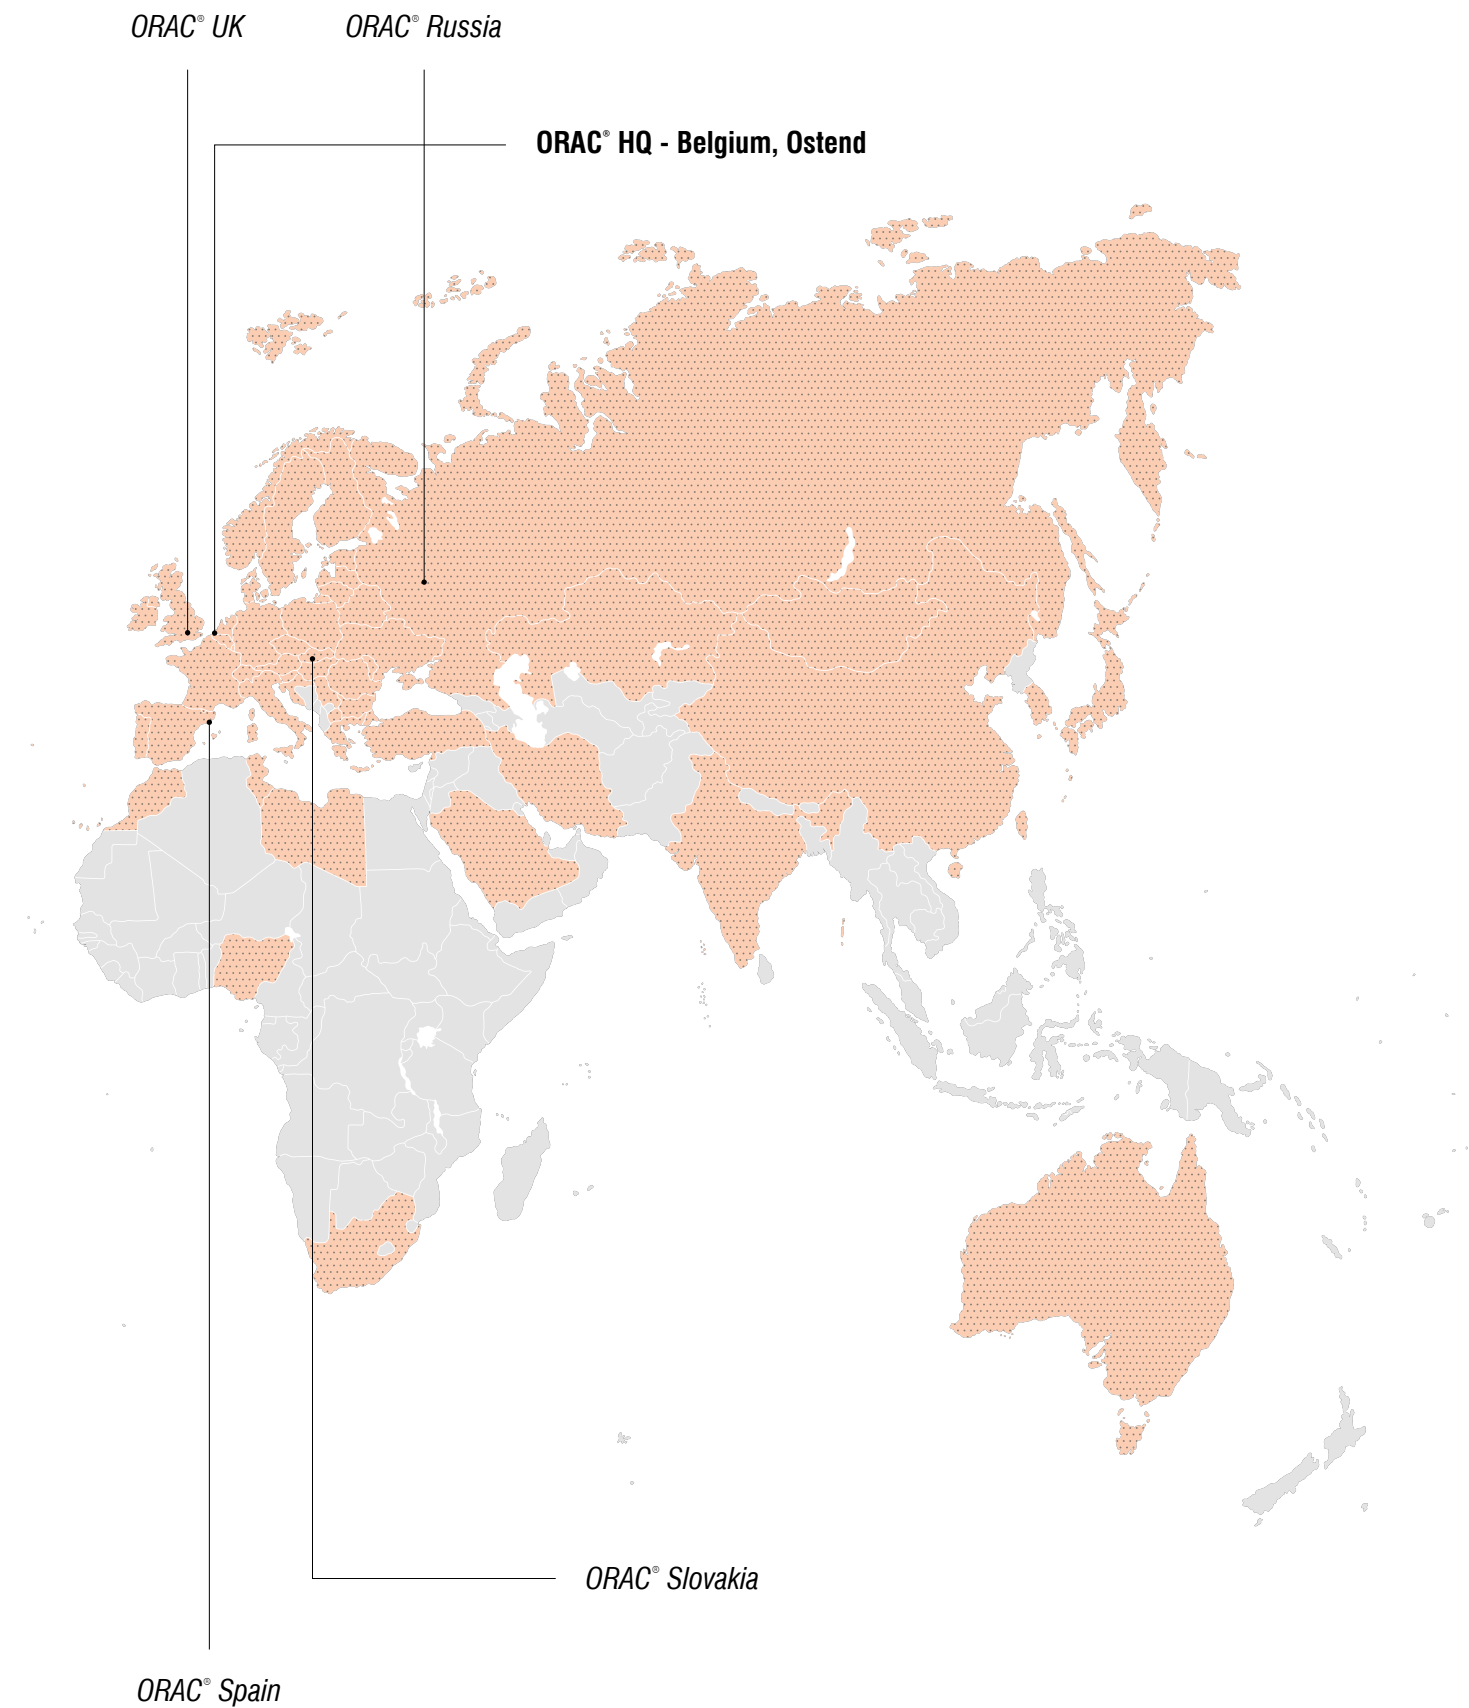 ORAC® UK
ORAC® Russia
ORAC® HQ - Belgium, Ostend
ORAC® Slovakia
ORAC® Spain